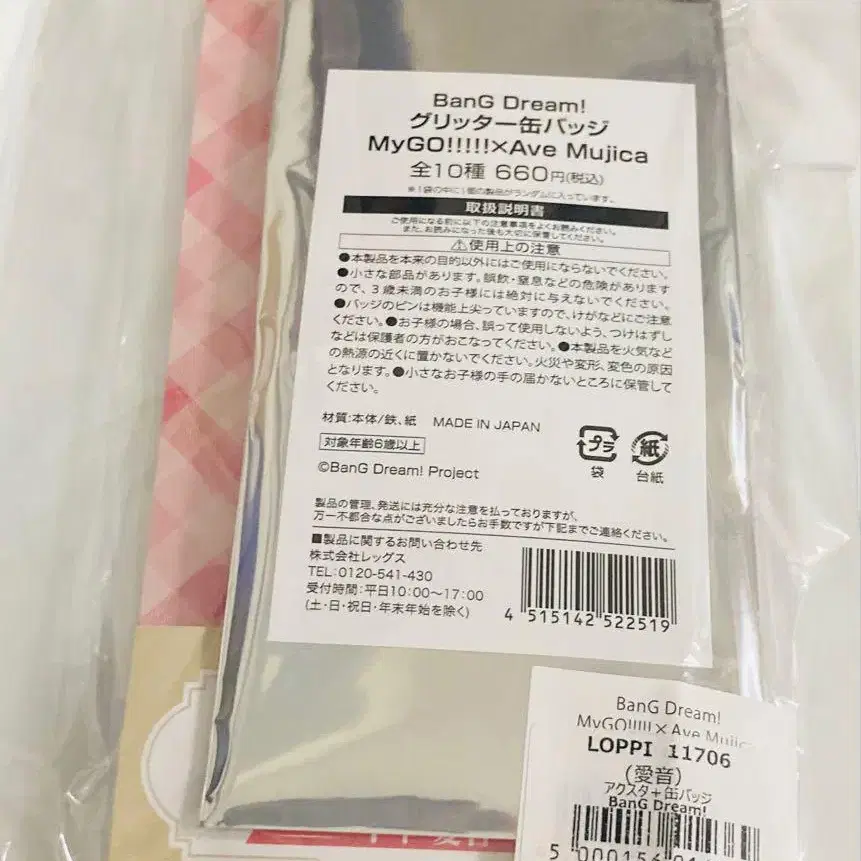 BanG Dream!
グリッター缶バッジ
MyGO!!!!!×Ave Mujica
全10種 660円(税込)
※1袋の中に1個の製品がランダムに入っています。
取扱説明書
ご使用になる前に以下の注意事項をよくお読みください。
また、お読みになった後も大切に保管してください。
⚠使用上の注意
●本製品を本来の目的以外にはご使用にならないでください。
●小さな部品があります。誤飲・窒息などの危険があります
ので、3歳未満のお子様には絶対に与えないでください。
●バッジのピンは機能上尖っていますので、けがなどにご注意
ください。●お子様の場合、誤って使用しないよう、つけはずし
などは保護者の方がおこなってください。●本製品を火気など
の熱源の近くに置かないでください。火災や変形、変色の原因
となります。●小さなお子様の手の届かないところに保管して
ください。
材質:本体/鉄、紙 MADE IN JAPAN
対象年齢6歳以上
プラ
袋
紙
台紙
©BanG Dream! Project
製品の管理、発送には充分な注意を払っておりますが、
万一不都合な点がございましたらお手数ですが下記までご連絡ください。
■製品に関するお問い合わせ先
株式会社レッグス
TEL:0120-541-430
受付時間:平日10:00〜17:00
(土・日・祝日・年末年始を除く)
4 515142 522519
BanG Dream!
MyGO!!!!!×Ave Mujica
LOPPI 11706
(愛音)
アクスタ+缶バッジ
BanG Dream!